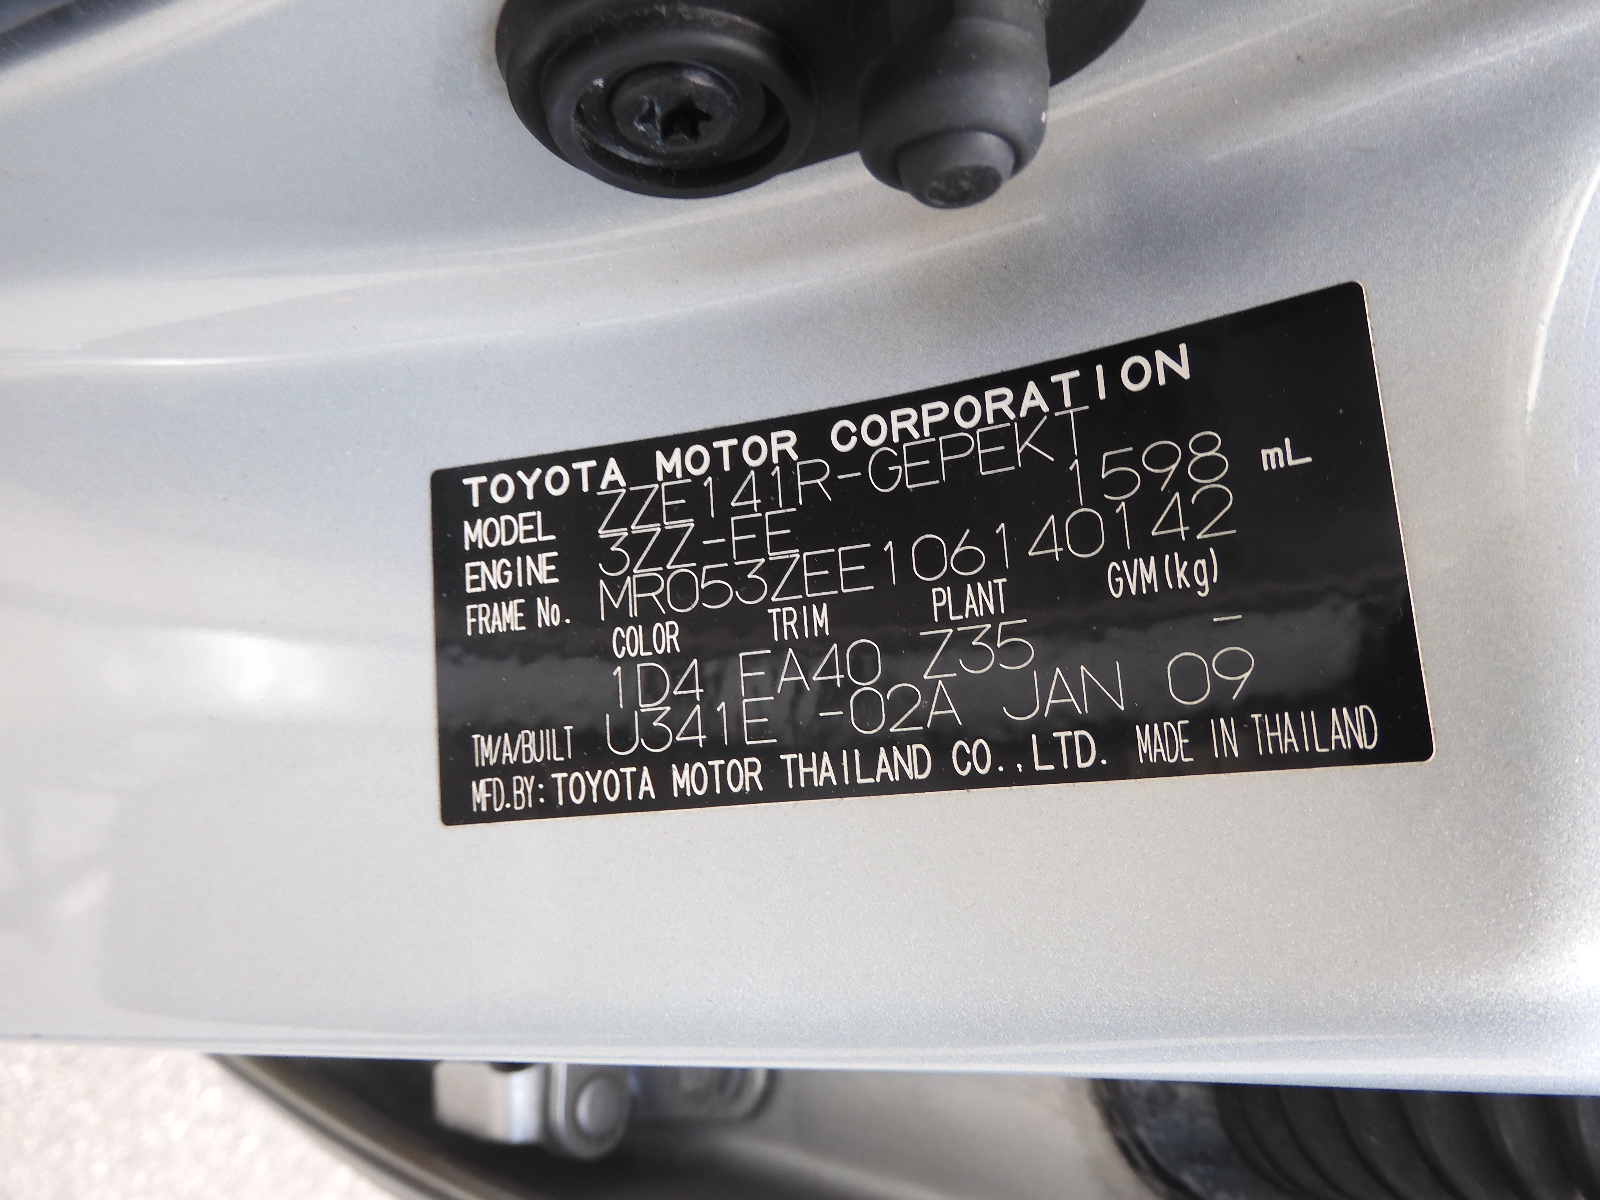 TOYOTA MOTOR CORPORATION
MODEL ZZE141R-GEPEKT
ENGINE 3ZZ-FE 1598 mL
FRAME No. MR053ZEE106140142
COLOR TRIM PLANT GVM(kg)
1D4 EA40 Z35 –
TM/A/BUILT U341E -02A JAN 09
MFD.BY: TOYOTA MOTOR THAILAND CO.,LTD. MADE IN THAILAND